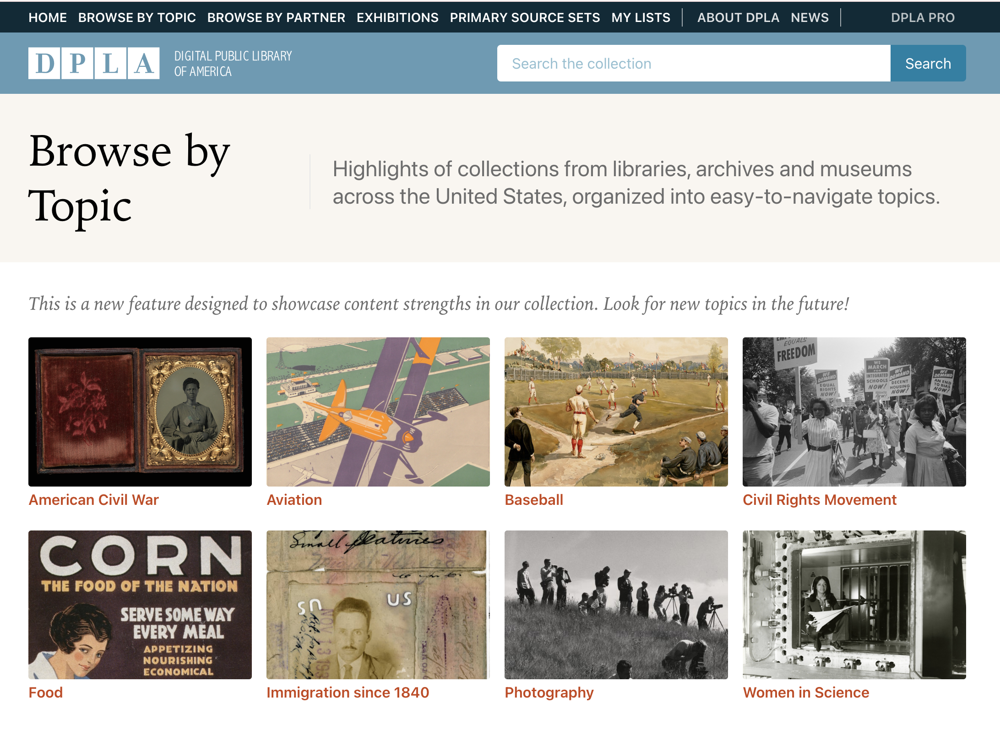 HOME BROWSE BY TOPIC BROWSE BY PARTNER EXHIBITIONS PRIMARY SOURCE SETS MY LISTS ABOUT DPLA NEWS DPLA PRO
DPLA
DIGITAL PUBLIC LIBRARY
OF AMERICA
Search the collection
Search
Browse by
Topic
Highlights of collections from libraries, archives and museums
across the United States, organized into easy-to-navigate topics.
This is a new feature designed to showcase content strengths in our collection. Look for new topics in the future!
American Civil War
Aviation
Baseball
EQUALS
FREEDOM
WE
DEMAND
EQUAL
RIGHTS
NOW!
WE
MARCH
FOR
INTEGRATED
SCHOOLS
NOW!
WE
DEMAND
DECENT
HOUSING
NOW!
WE
DEMAND
AN END
TO BIAS
NOW!
Civil Rights Movement
CORN
THE FOOD OF THE NATION
SERVE SOME WAY
EVERY MEAL
APPETIZING
NOURISHING
ECONOMICAL
Food
Small features
US
US
NOV 13
Immigration since 1840
Photography
Women in Science